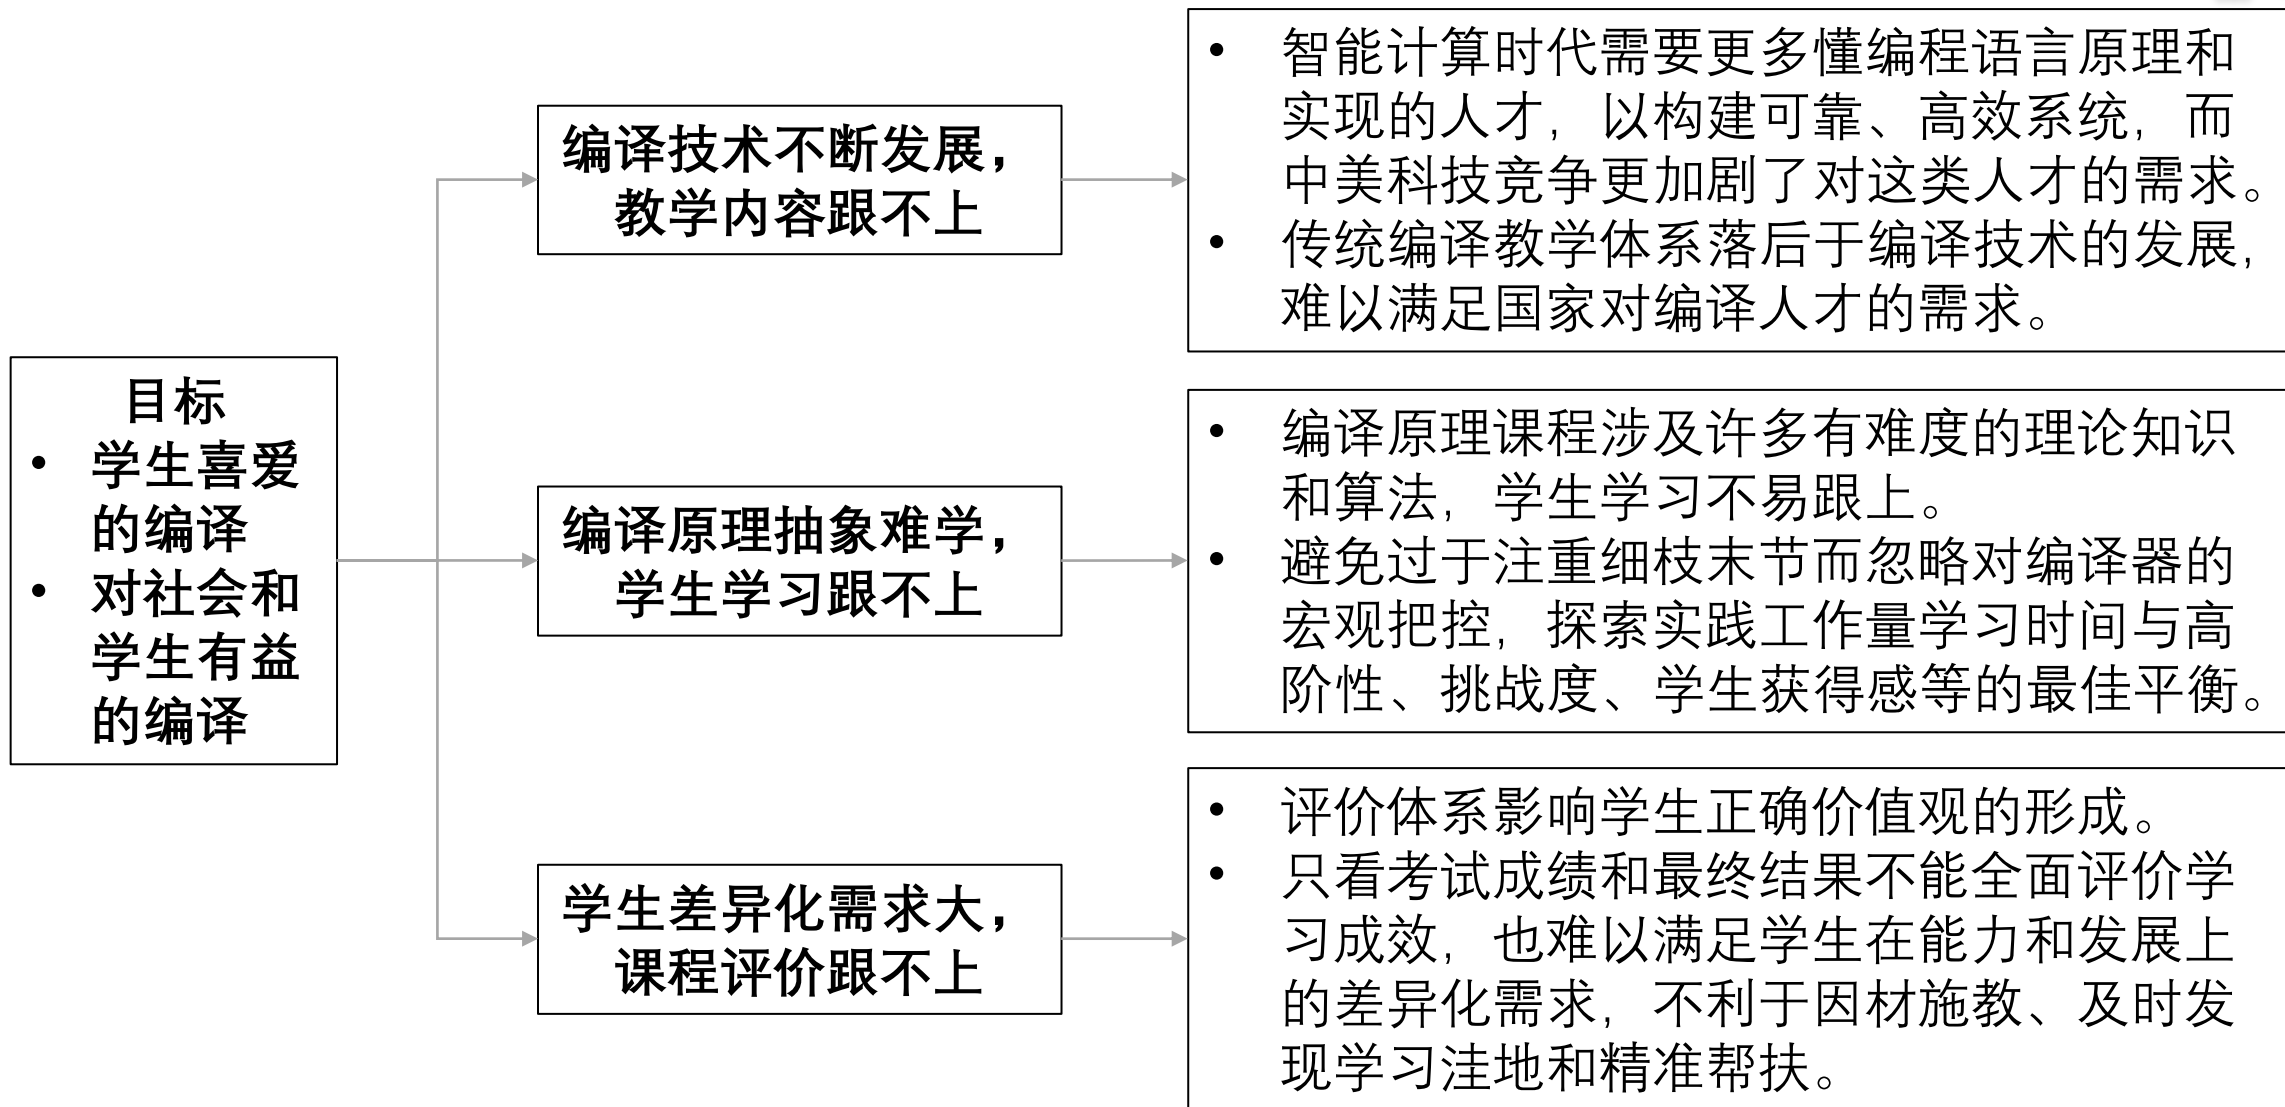 目标
• 学生喜爱
的编译
• 对社会和
学生有益
的编译
编译技术不断发展，
教学内容跟不上
• 智能计算时代需要更多懂编程语言原理和
实现的人才，以构建可靠、高效系统，而
中美科技竞争更加剧了对这类人才的需求。
• 传统编译教学体系落后于编译技术的发展，
难以满足国家对编译人才的需求。
编译原理抽象难学，
学生学习跟不上
• 编译原理课程涉及许多有难度的理论知识
和算法，学生学习不易跟上。
• 避免过于注重细枝末节而忽略对编译器的
宏观把控，探索实践工作量学习时间与高
阶性、挑战度、学生获得感等的最佳平衡。
学生差异化需求大，
课程评价跟不上
• 评价体系影响学生正确价值观的形成。
• 只看考试成绩和最终结果不能全面评价学
习成效，也难以满足学生在能力和发展上
的差异化需求，不利于因材施教、及时发
现学习洼地和精准帮扶。